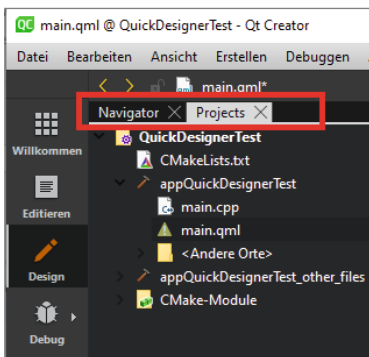 main.qml @ QuickDesignerTest - Qt Creator
Datei Bearbeiten Ansicht Erstellen Debuggen
main.qml*
Navigator Projects
QuickDesignerTest
Willkommen
CMakeLists.txt
appQuickDesignerTest
main.cpp
Editieren
main.qml
<Andere Orte>
Design
appQuickDesignerTest_other_files
CMake-Module
Debug